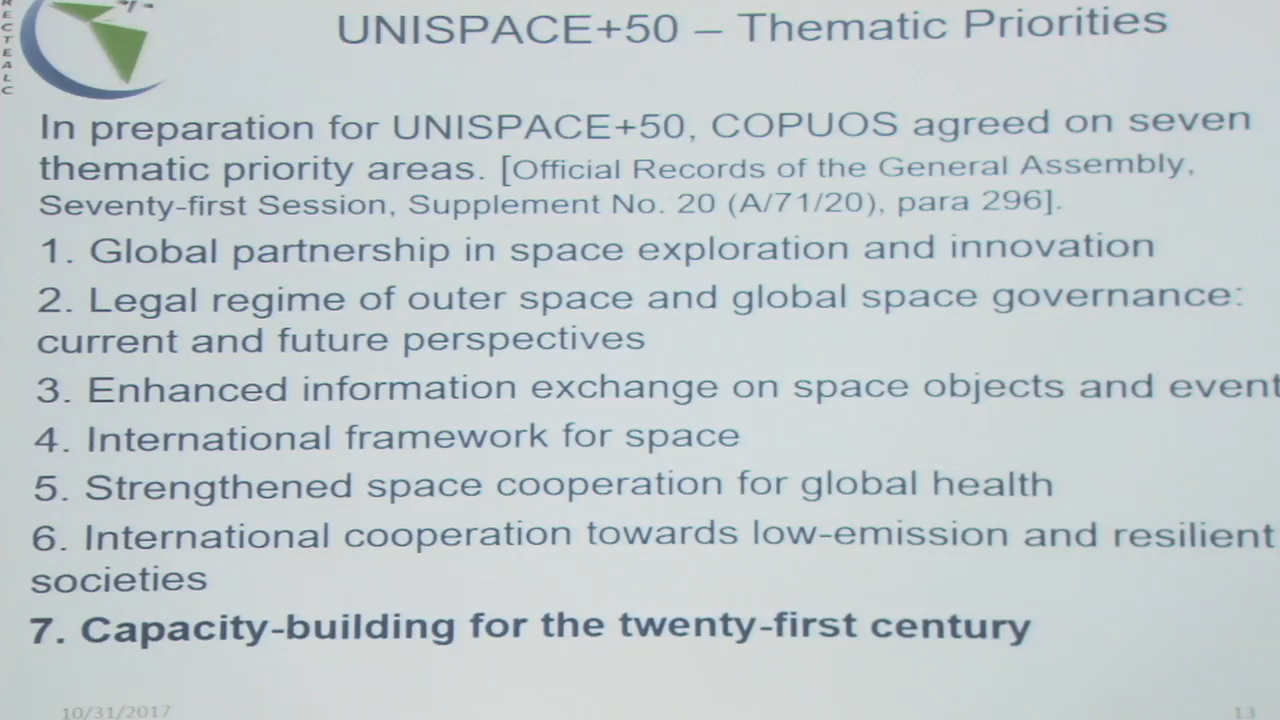 RECTEALC
UNISPACE+50 – Thematic Priorities
In preparation for UNISPACE+50, COPUOS agreed on seven
thematic priority areas. [Official Records of the General Assembly,
Seventy-first Session, Supplement No. 20 (A/71/20), para 296].
1. Global partnership in space exploration and innovation
2. Legal regime of outer space and global space governance:
current and future perspectives
3. Enhanced information exchange on space objects and event
4. International framework for space
5. Strengthened space cooperation for global health
6. International cooperation towards low-emission and resilient
societies
7. Capacity-building for the twenty-first century
10/31/2017
13